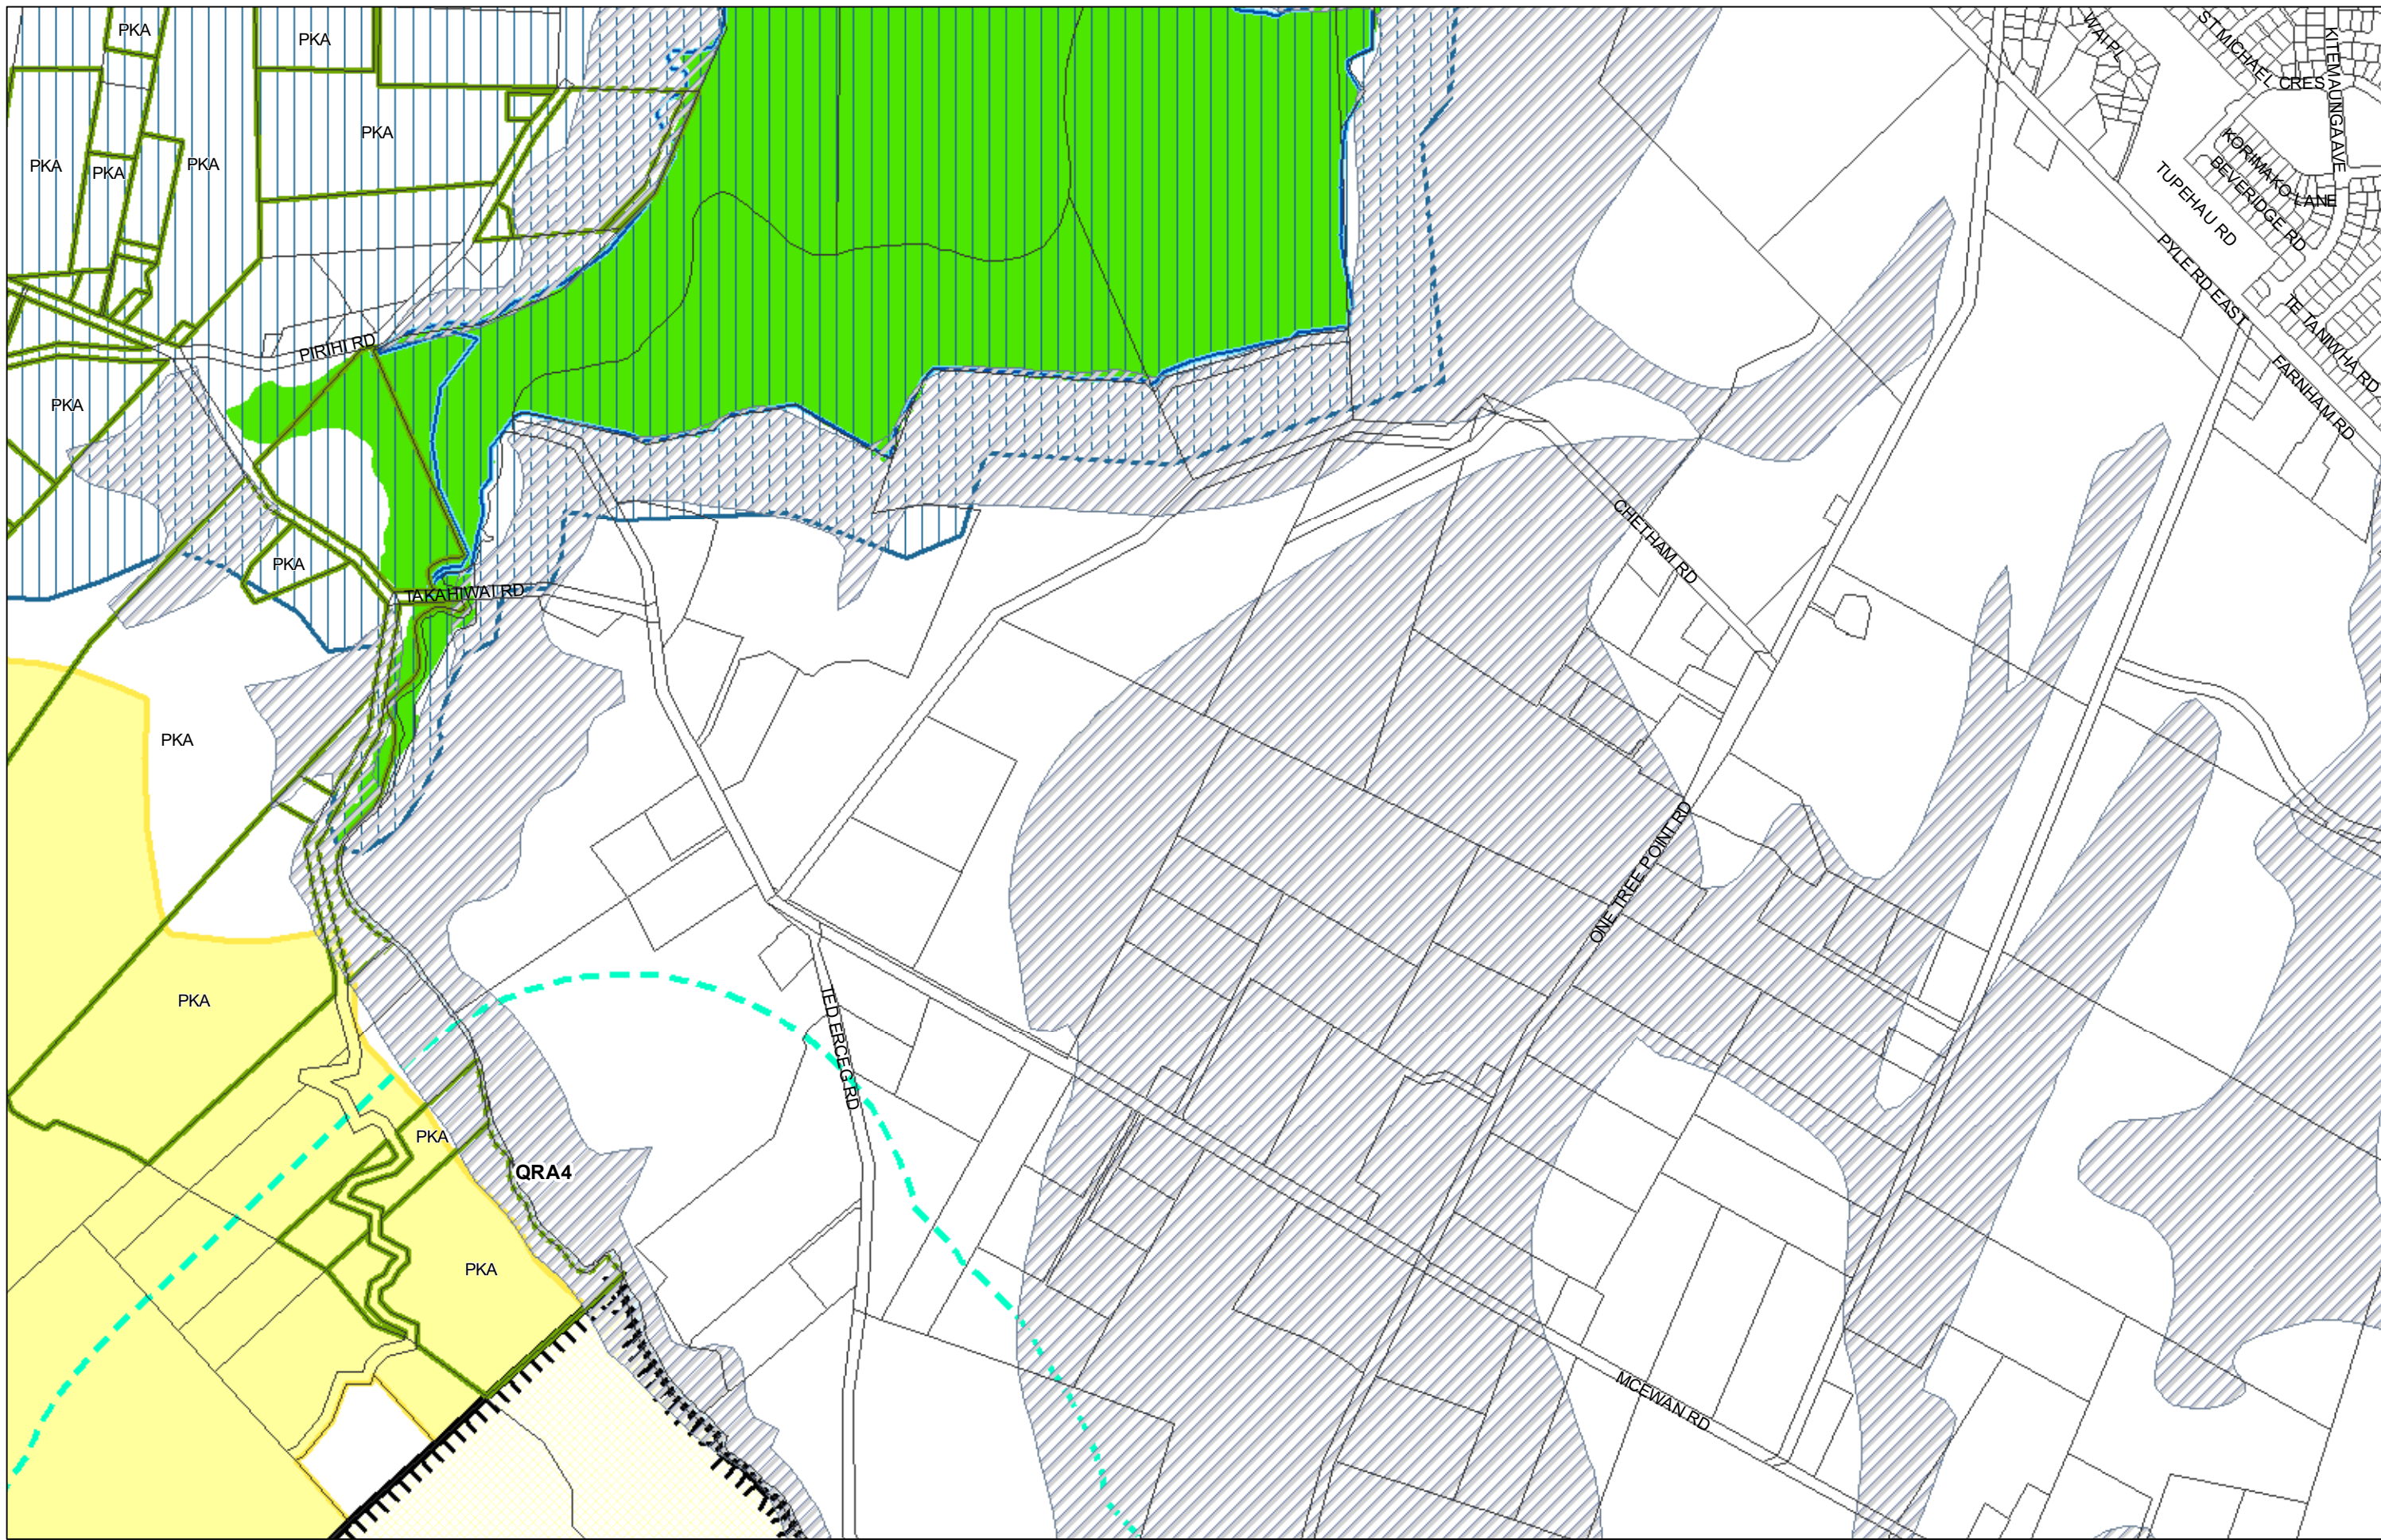 PKA
PKA
WAI PL
ST MICHAEL CRES
KITEMAUNGA AVE
PKA
PKA
PKA
PKA
KORIMAKO LANE
BEVERIDGE RD
TUPEHAU RD
PYLE RD EAST
TE TANIWHA RD
FARNHAM RD
PIRIHI RD
PKA
CHETHAM RD
PKA
TAKAHIWAI RD
PKA
ONE TREE POINT RD
PKA
TED ERCEG RD
PKA
QRA4
PKA
MCEWAN RD